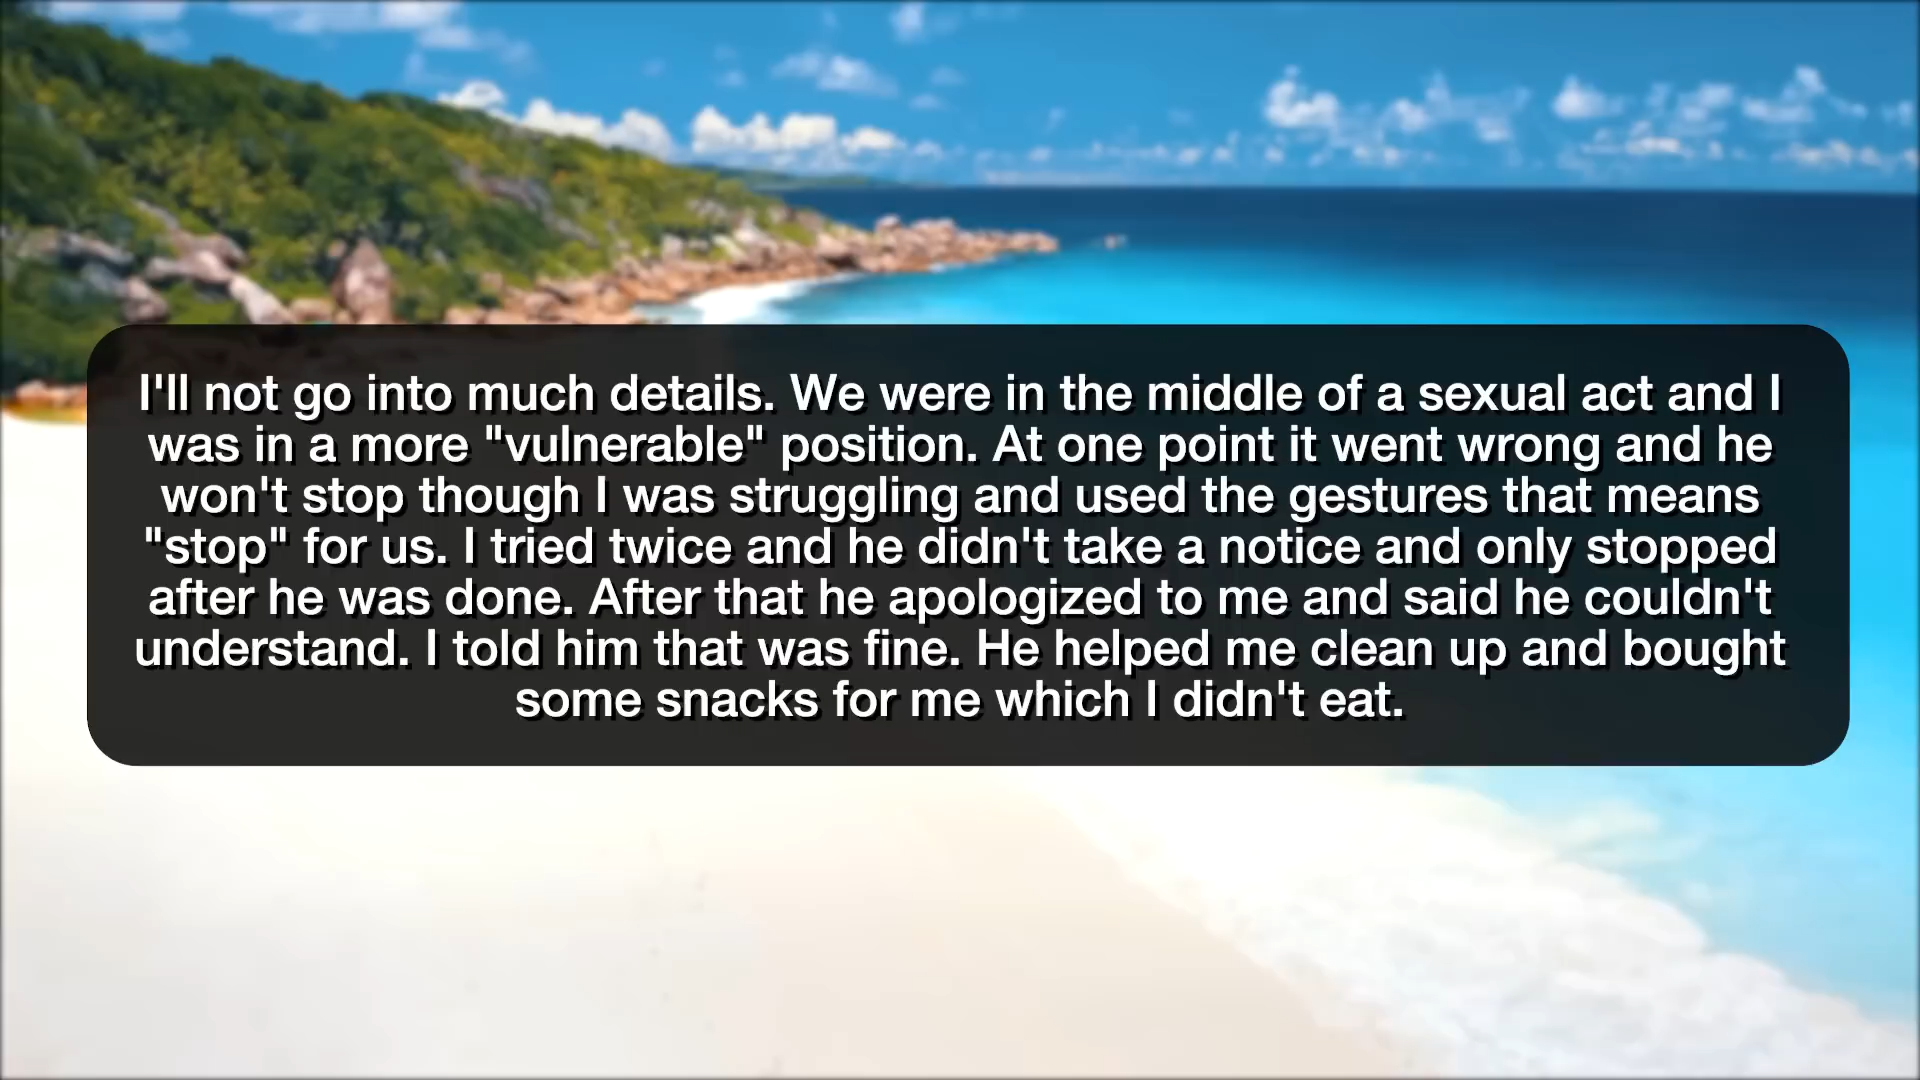 I'll not go into much details. We were in the middle of a sexual act and I
was in a more "vulnerable" position. At one point it went wrong and he
won't stop though I was struggling and used the gestures that means
"stop" for us. I tried twice and he didn't take a notice and only stopped
after he was done. After that he apologized to me and said he couldn't
understand. I told him that was fine. He helped me clean up and bought
some snacks for me which I didn't eat.